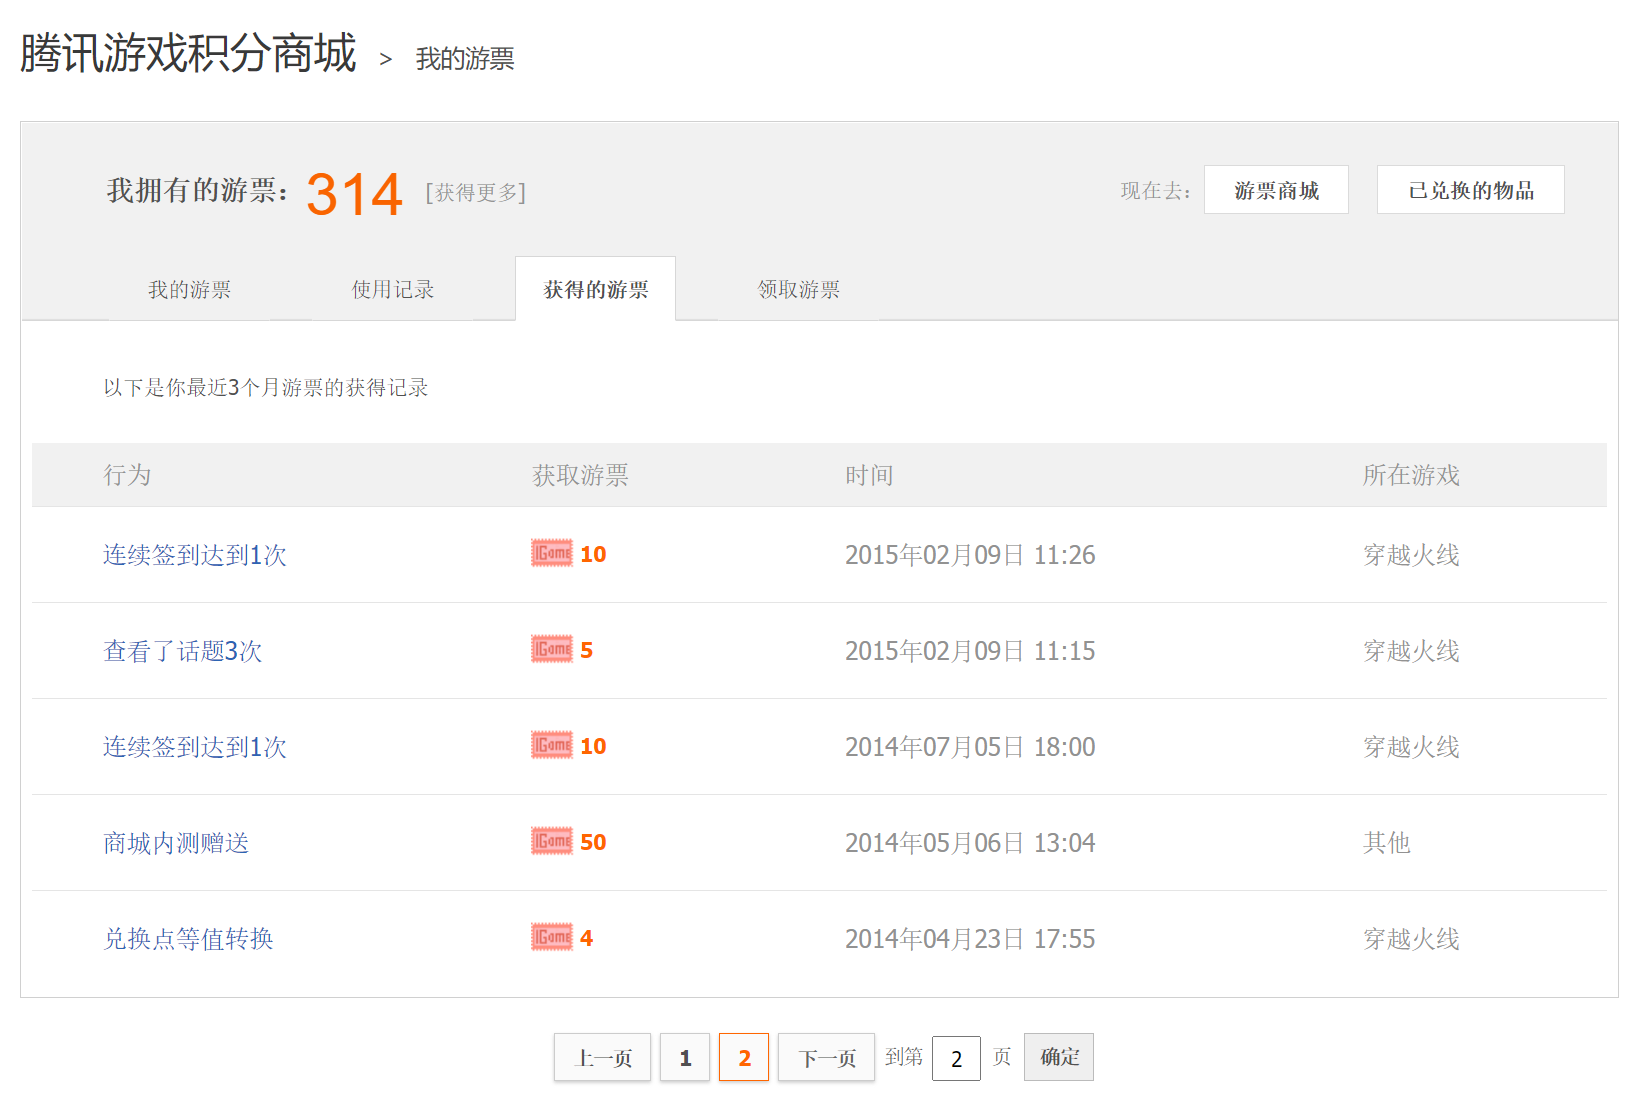 腾讯游戏积分商城 > 我的游票
我拥有的游票：314 [获得更多] 现在去： 游票商城 已兑换的物品
我的游票 使用记录 获得的游票 领取游票
以下是你最近3个月游票的获得记录
行为 获取游票 时间 所在游戏
连续签到达到1次 IGame 10 2015年02月09日 11:26 穿越火线
查看了话题3次 IGame 5 2015年02月09日 11:15 穿越火线
连续签到达到1次 IGame 10 2014年07月05日 18:00 穿越火线
商城内测赠送 IGame 50 2014年05月06日 13:04 其他
兑换点等值转换 IGame 4 2014年04月23日 17:55 穿越火线
上一页 1 2 下一页 到第 2 页 确定